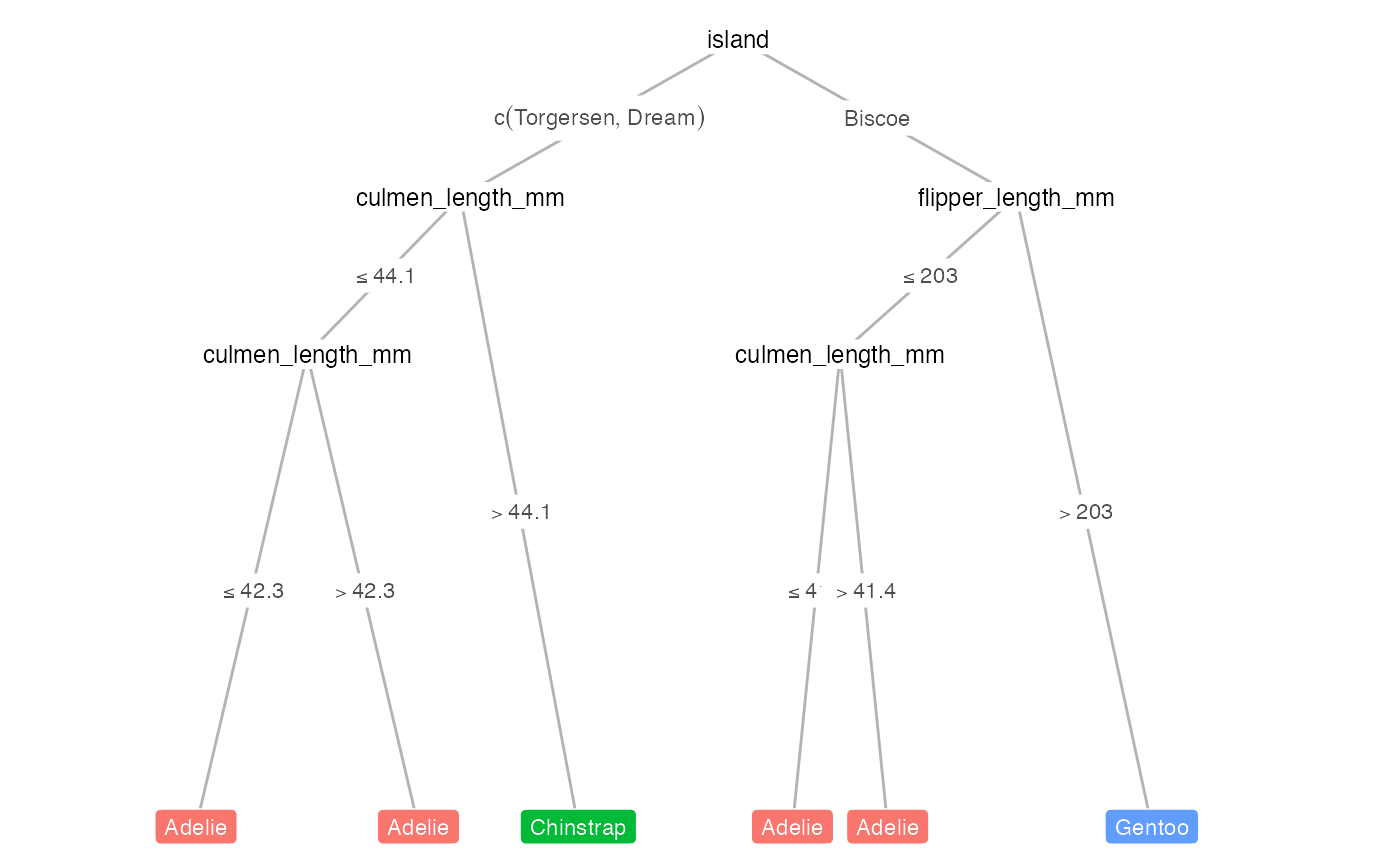 island
c(Torgersen, Dream)
Biscoe
culmen_length_mm
flipper_length_mm
≤ 44.1
≤ 203
culmen_length_mm
culmen_length_mm
> 44.1
> 203
≤ 42.3
> 42.3
≤ 4
> 41.4
Adelie
Adelie
Chinstrap
Adelie
Adelie
Gentoo